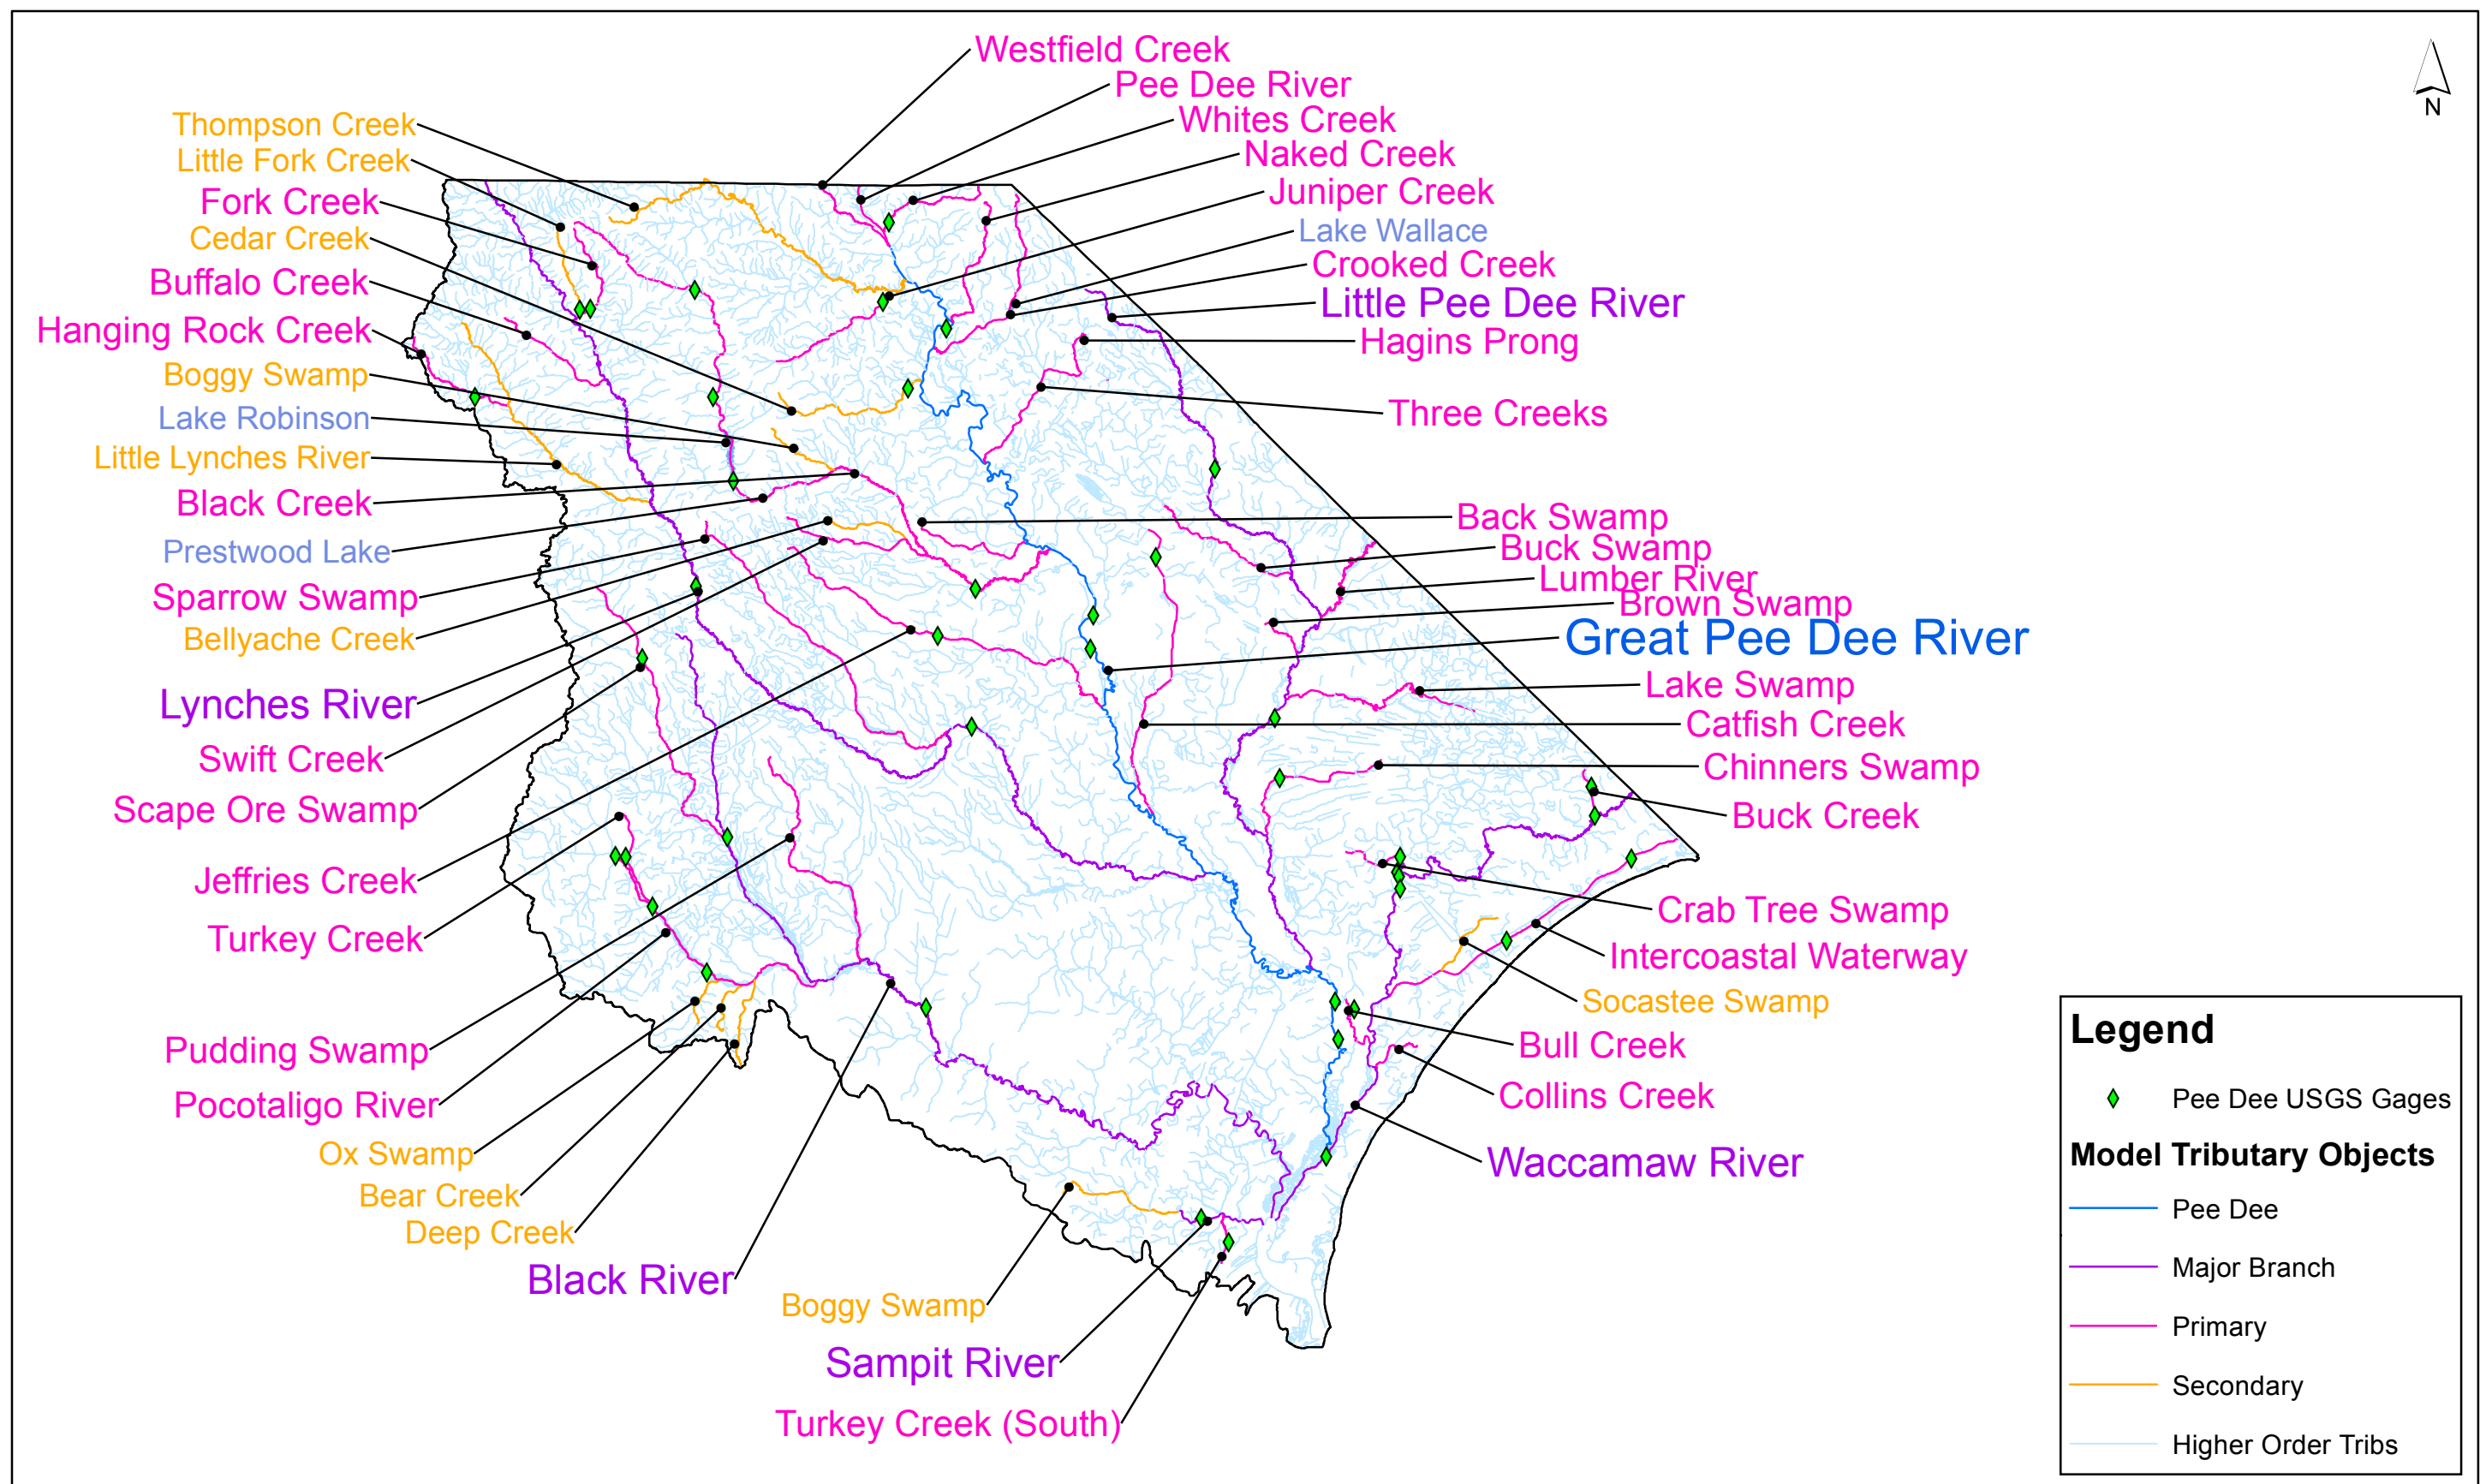 Westfield Creek
Pee Dee River
Whites Creek
Naked Creek
Juniper Creek
Lake Wallace
Crooked Creek
Little Pee Dee River
Hagins Prong
Three Creeks
Back Swamp
Buck Swamp
Lumber River
Brown Swamp
Great Pee Dee River
Lake Swamp
Catfish Creek
Chinners Swamp
Buck Creek
Crab Tree Swamp
Intercoastal Waterway
Socastee Swamp
Bull Creek
Collins Creek
Waccamaw River
Thompson Creek
Little Fork Creek
Fork Creek
Cedar Creek
Buffalo Creek
Hanging Rock Creek
Boggy Swamp
Lake Robinson
Little Lynches River
Black Creek
Prestwood Lake
Sparrow Swamp
Bellyache Creek
Lynches River
Swift Creek
Scape Ore Swamp
Jeffries Creek
Turkey Creek
Pudding Swamp
Pocotaligo River
Ox Swamp
Bear Creek
Deep Creek
Black River
Boggy Swamp
Sampit River
Turkey Creek (South)
N
Legend
Pee Dee USGS Gages
Model Tributary Objects
Pee Dee
Major Branch
Primary
Secondary
Higher Order Tribs